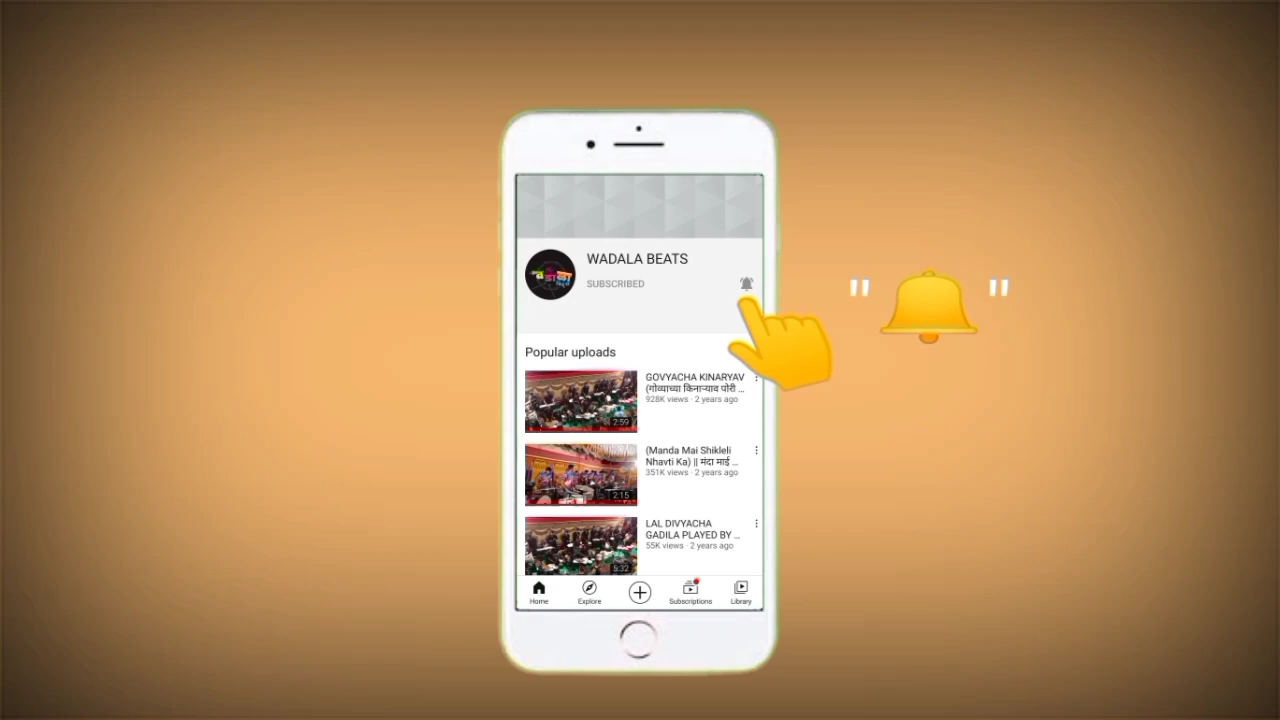 WADALA BEATS
SUBSCRIBED
" "
Popular uploads
GOVYACHA KINARYAV
(गोव्याच्या किनाऱ्याव पोरी ...
928K views · 2 years ago
2:59
(Manda Mai Shikleli
Nhavti Ka) || मंदा माई ...
351K views · 2 years ago
2:15
LAL DIVYACHA
GADILA PLAYED BY ...
55K views · 2 years ago
5:32
Home
Explore
Subscriptions
Library